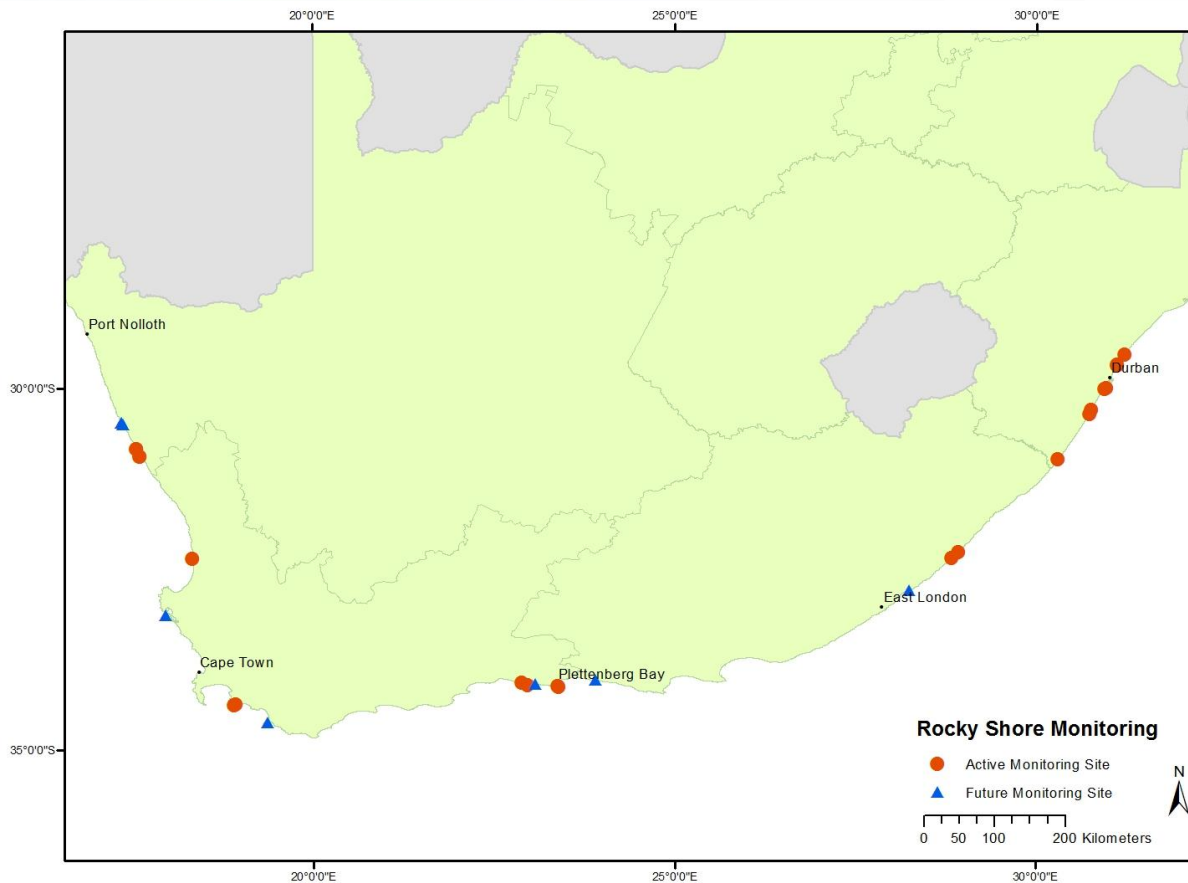 20°0'0"E 25°0'0"E 30°0'0"E
Port Nolloth
Durban
30°0'0"S
East London
Cape Town
Plettenberg Bay
Rocky Shore Monitoring
Active Monitoring Site
35°0'0"S
N
Future Monitoring Site
0 50 100 200 Kilometers
20°0'0"E 25°0'0"E 30°0'0"E